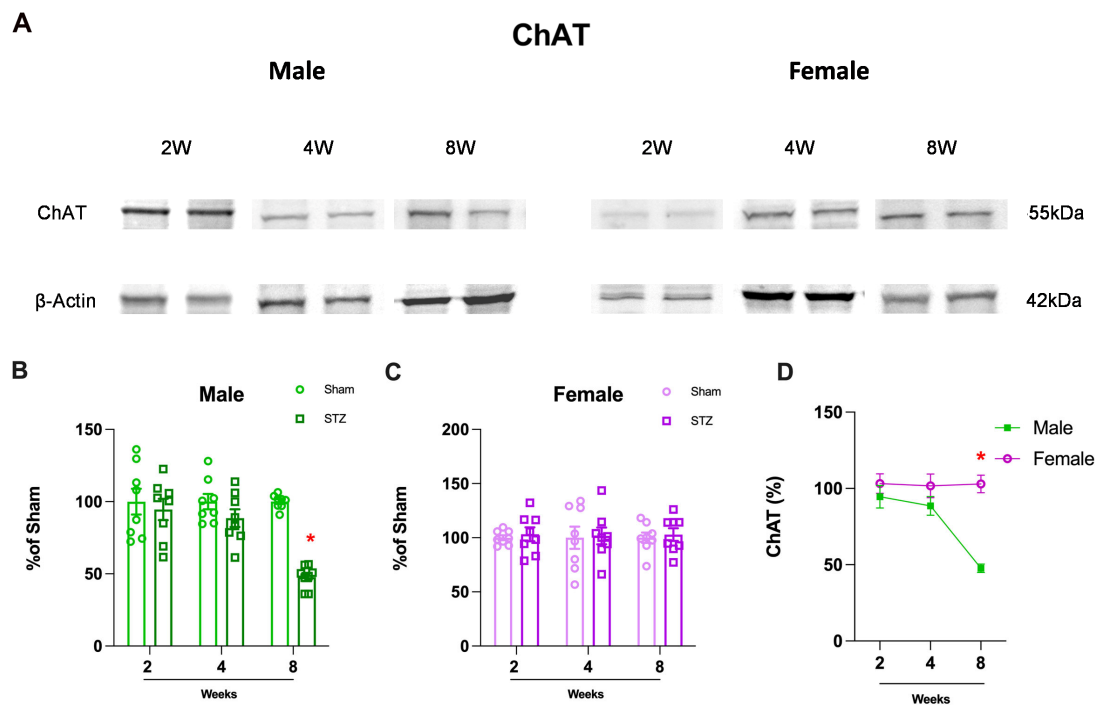 A
ChAT
Male Female
2W 4W 8W 2W 4W 8W
ChAT 55kDa
β-Actin 42kDa
B
Male
Sham
STZ
%of Sham
150
100
50
0
2 4 8
Weeks
*
C
Female
Sham
STZ
%of Sham
200
150
100
50
0
2 4 8
Weeks
D
Male
Female
ChAT (%)
150
100
50
0
2 4 8
Weeks
*